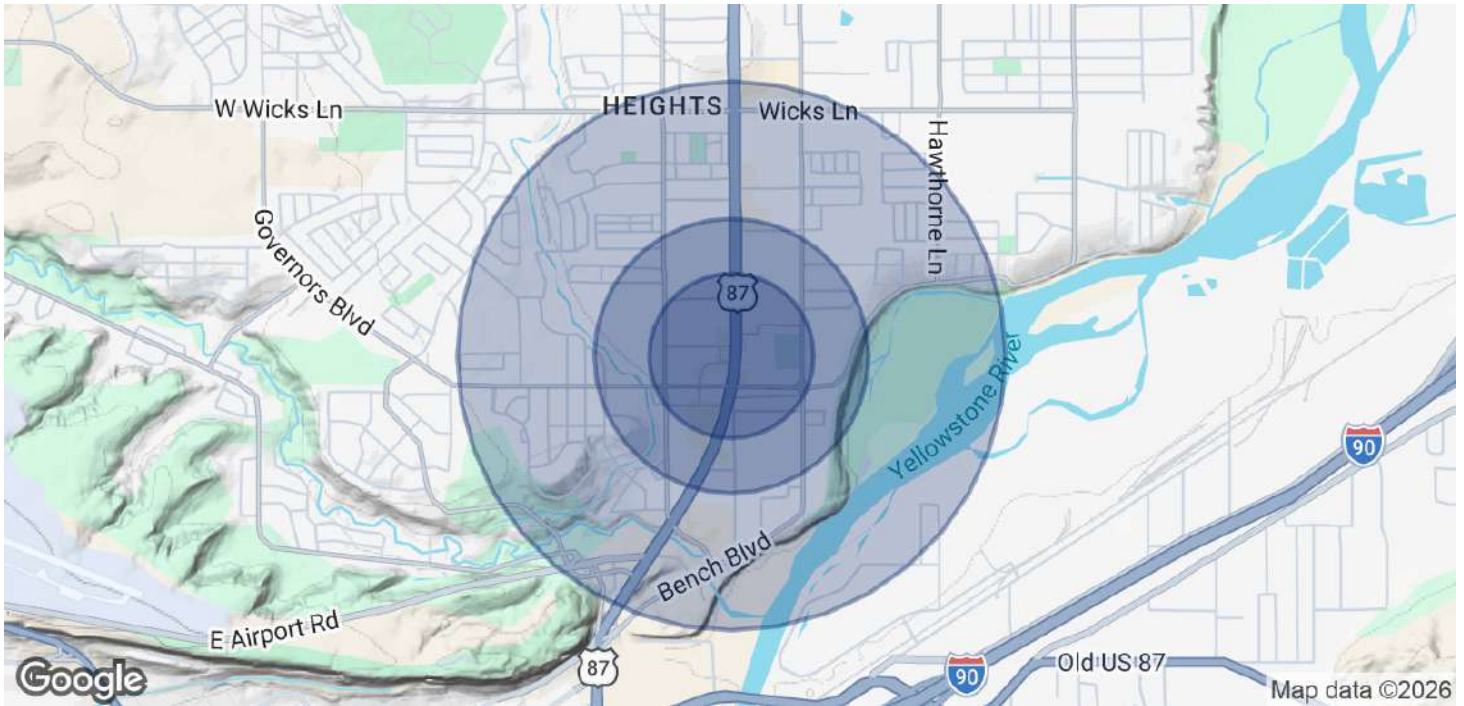 W Wicks Ln
HEIGHTS
Wicks Ln
Hawthorne Ln
Governors Blvd
87
Yellowstone River
90
Bench Blvd
E Airport Rd
87
90
Old US 87
Google
Map data ©2026